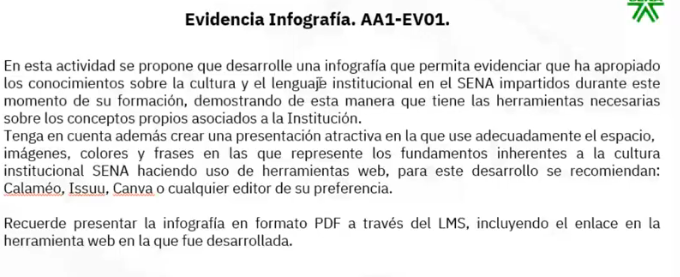 Evidencia Infografía. AA1-EV01.
En esta actividad se propone que desarrolle una infografía que permita evidenciar que ha apropiado
los conocimientos sobre la cultura y el lenguaje institucional en el SENA impartidos durante este
momento de su formación, demostrando de esta manera que tiene las herramientas necesarias
sobre los conceptos propios asociados a la Institución.
Tenga en cuenta además crear una presentación atractiva en la que use adecuadamente el espacio,
imágenes, colores y frases en las que represente los fundamentos inherentes a la cultura
institucional SENA haciendo uso de herramientas web, para este desarrollo se recomiendan:
Calaméo, Issuu, Canva o cualquier editor de su preferencia.
Recuerde presentar la infografía en formato PDF a través del LMS, incluyendo el enlace en la
herramienta web en la que fue desarrollada.